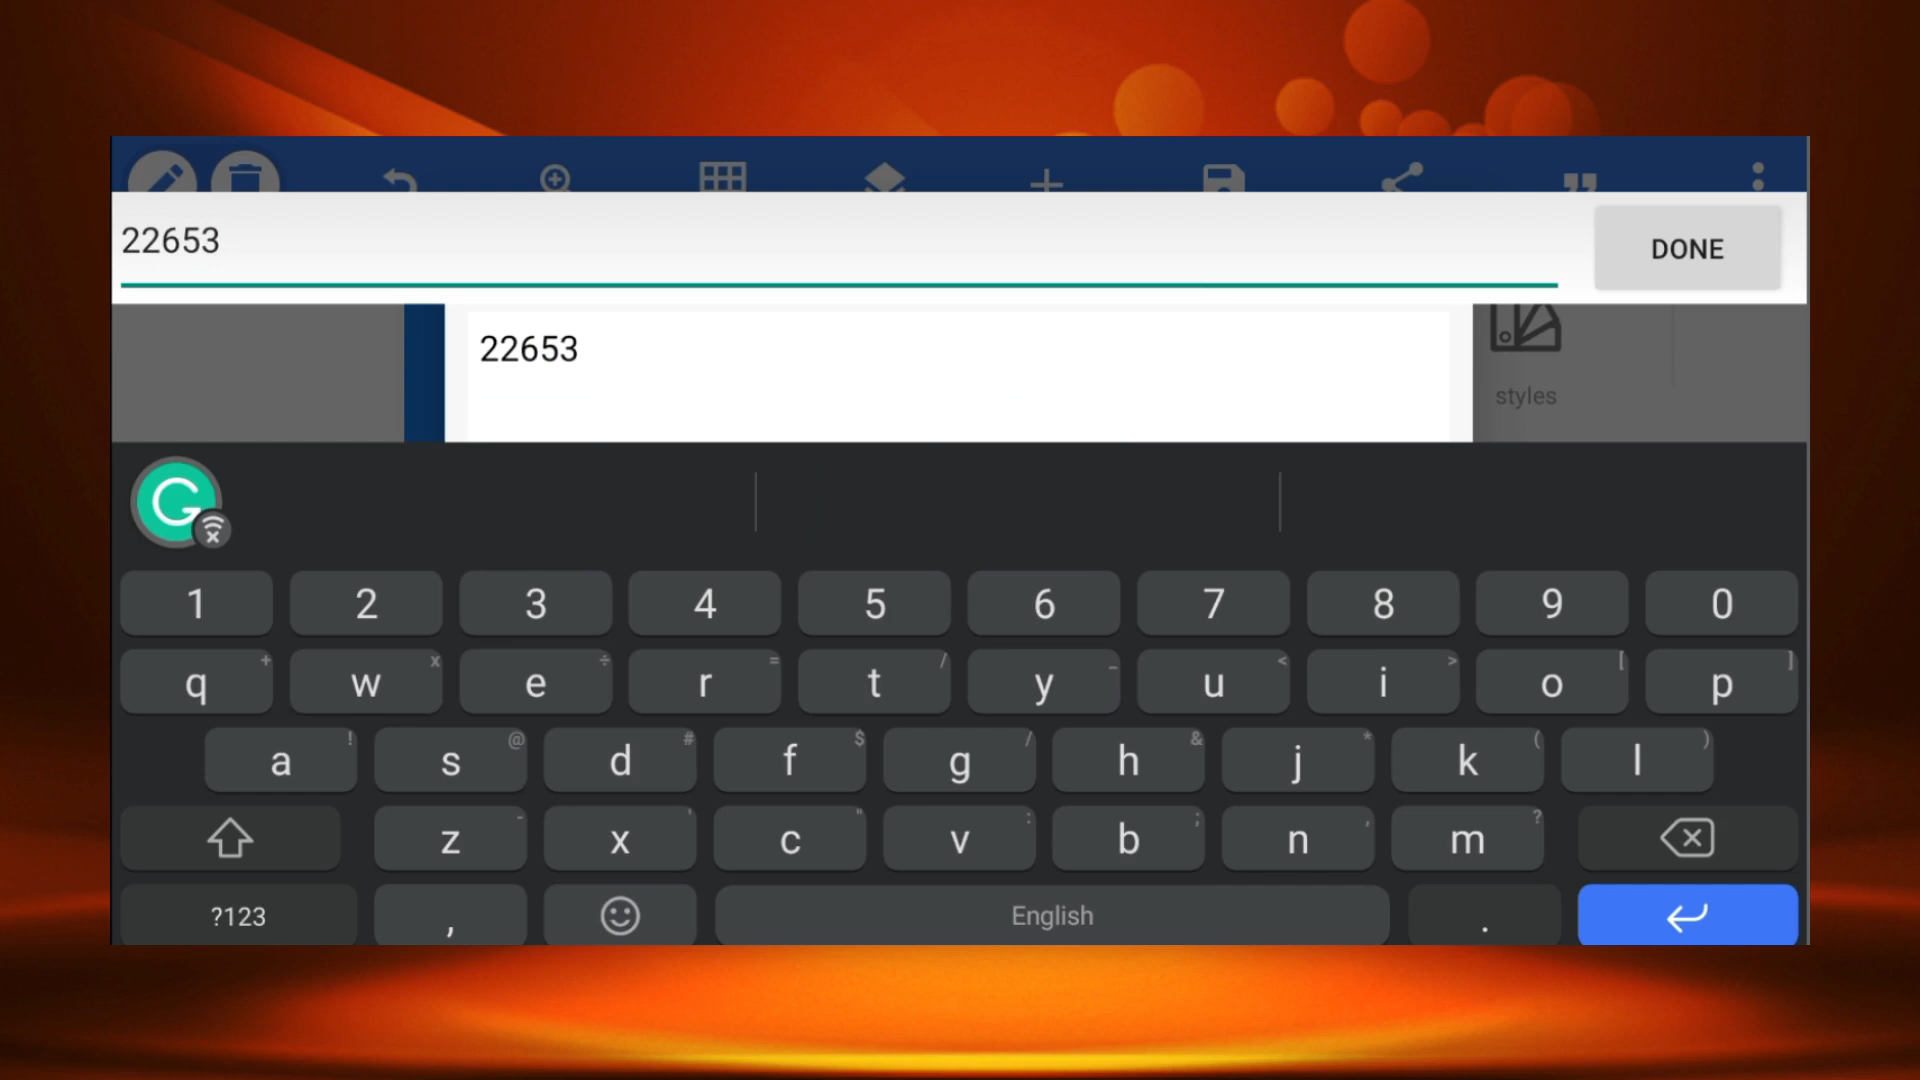 22653
DONE
22653
styles
1 2 3 4 5 6 7 8 9 0
q + w x e ÷ r = t / y _ u < i > o [ p ]
a ! s @ d # f $ g / h & j * k ( l )
z - x ' c " v : b ; n , m ?
?123 , English .